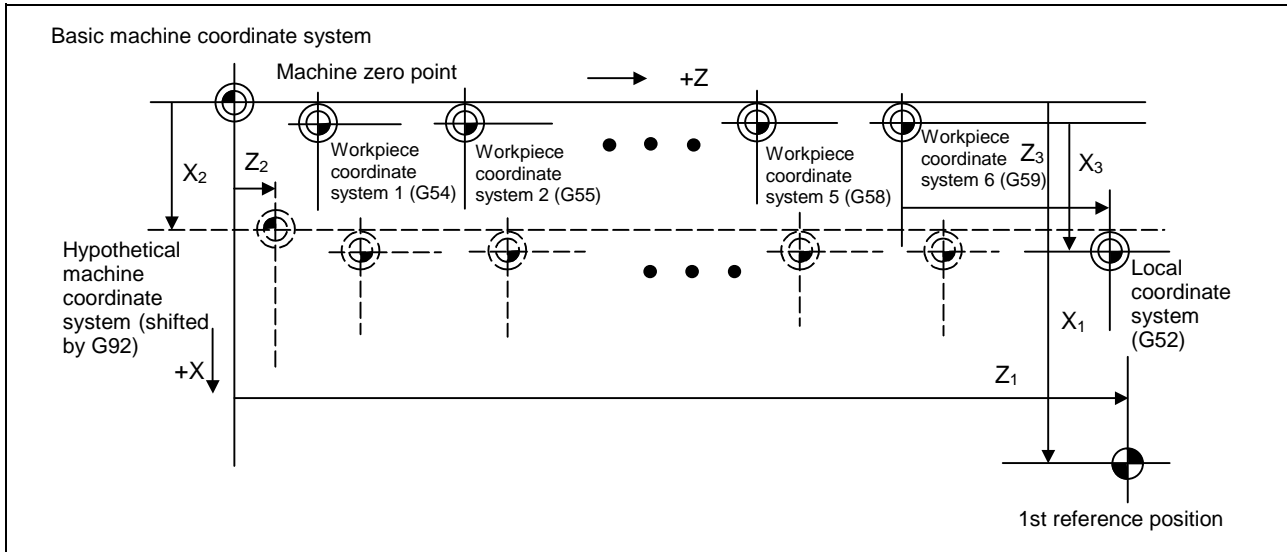 Basic machine coordinate system
Machine zero point
+Z
X2
Z2
Workpiece
coordinate
system 1 (G54)
Workpiece
coordinate
system 2 (G55)
Workpiece
coordinate
system 5 (G58)
Workpiece
coordinate
system 6 (G59)
Z3
X3
Hypothetical
machine
coordinate
system (shifted
by G92)
+X
Local
coordinate
system
(G52)
X1
Z1
1st reference position